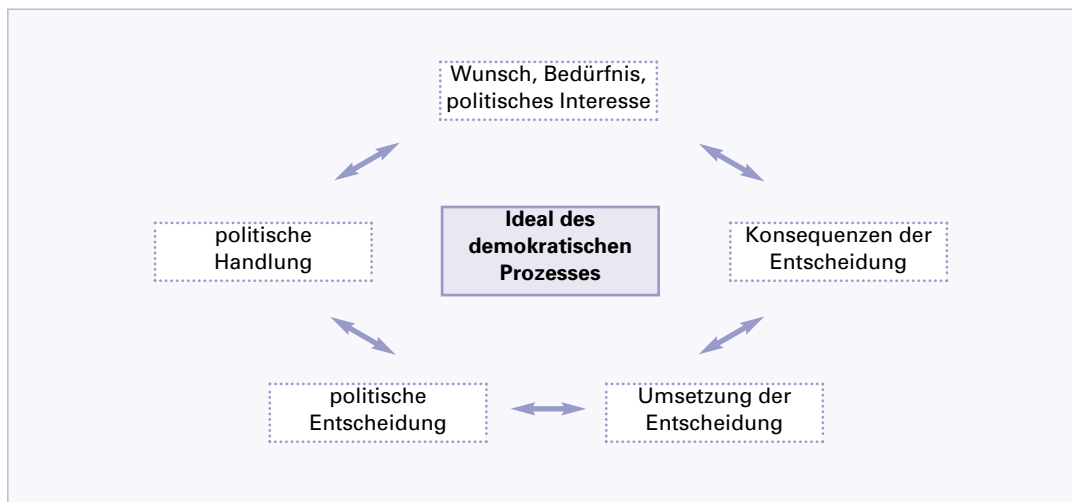 Wunsch, Bedürfnis,
politisches Interesse
politische
Handlung
Ideal des
demokratischen
Prozesses
Konsequenzen der
Entscheidung
politische
Entscheidung
Umsetzung der
Entscheidung